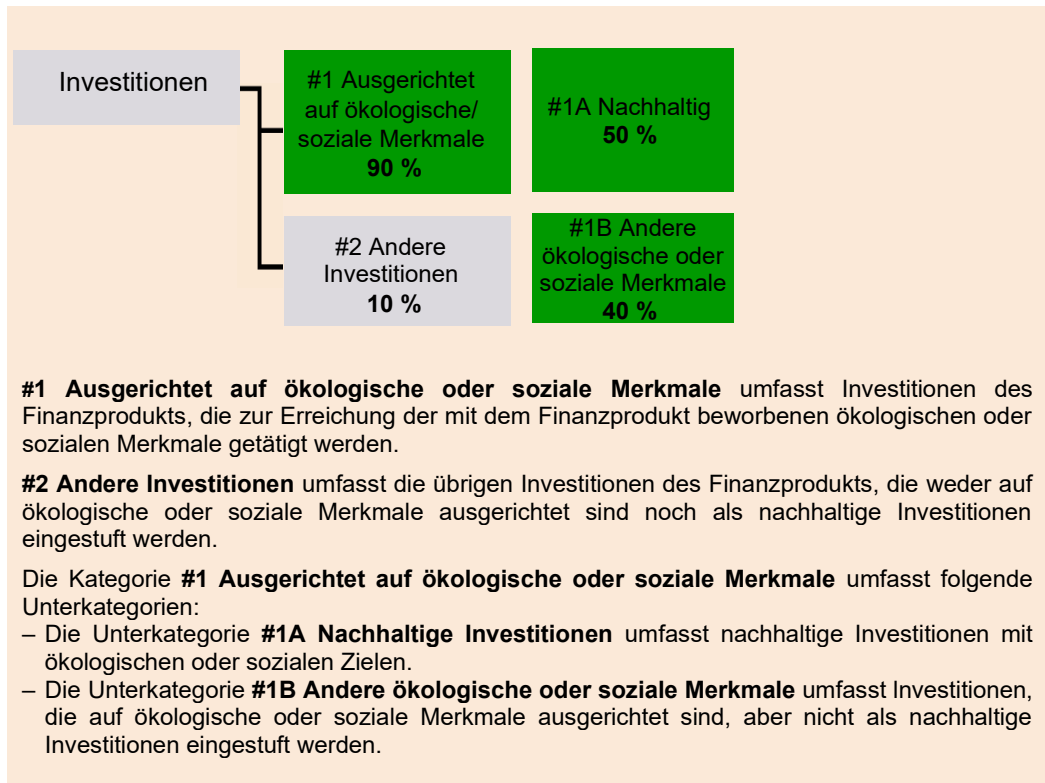 Investitionen
#1 Ausgerichtet
auf ökologische/
soziale Merkmale
90 %
#1A Nachhaltig
50 %
#2 Andere
Investitionen
10 %
#1B Andere
ökologische oder
soziale Merkmale
40 %
#1 Ausgerichtet auf ökologische oder soziale Merkmale umfasst Investitionen des
Finanzprodukts, die zur Erreichung der mit dem Finanzprodukt beworbenen ökologischen oder
sozialen Merkmale getätigt werden.
#2 Andere Investitionen umfasst die übrigen Investitionen des Finanzprodukts, die weder auf
ökologische oder soziale Merkmale ausgerichtet sind noch als nachhaltige Investitionen
eingestuft werden.
Die Kategorie #1 Ausgerichtet auf ökologische oder soziale Merkmale umfasst folgende
Unterkategorien:
– Die Unterkategorie #1A Nachhaltige Investitionen umfasst nachhaltige Investitionen mit
ökologischen oder sozialen Zielen.
– Die Unterkategorie #1B Andere ökologische oder soziale Merkmale umfasst Investitionen,
die auf ökologische oder soziale Merkmale ausgerichtet sind, aber nicht als nachhaltige
Investitionen eingestuft werden.